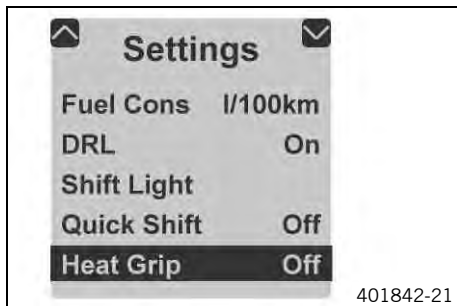 Settings
Fuel Cons l/100km
DRL On
Shift Light
Quick Shift Off
Heat Grip Off
401842-21